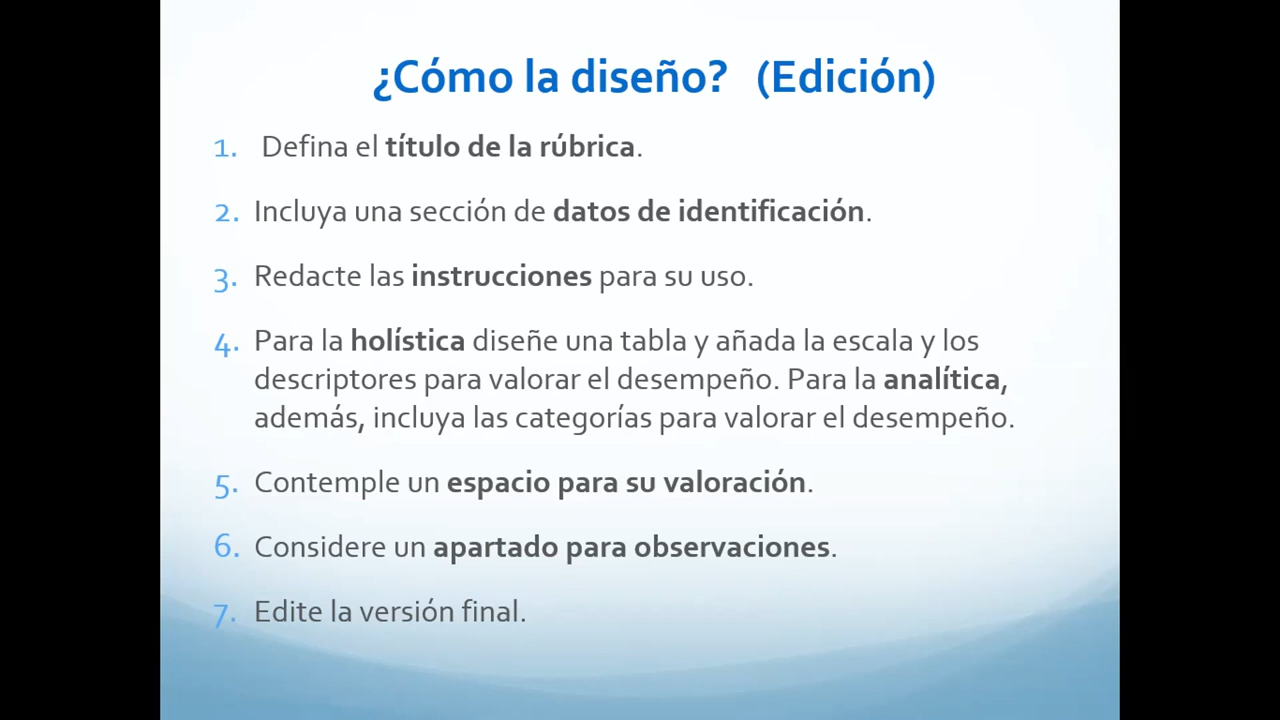 ¿Cómo la diseño? (Edición)
1. Defina el título de la rúbrica.
2. Incluya una sección de datos de identificación.
3. Redacte las instrucciones para su uso.
4. Para la holística diseñe una tabla y añada la escala y los
descriptores para valorar el desempeño. Para la analítica,
además, incluya las categorías para valorar el desempeño.
5. Contemple un espacio para su valoración.
6. Considere un apartado para observaciones.
7. Edite la versión final.